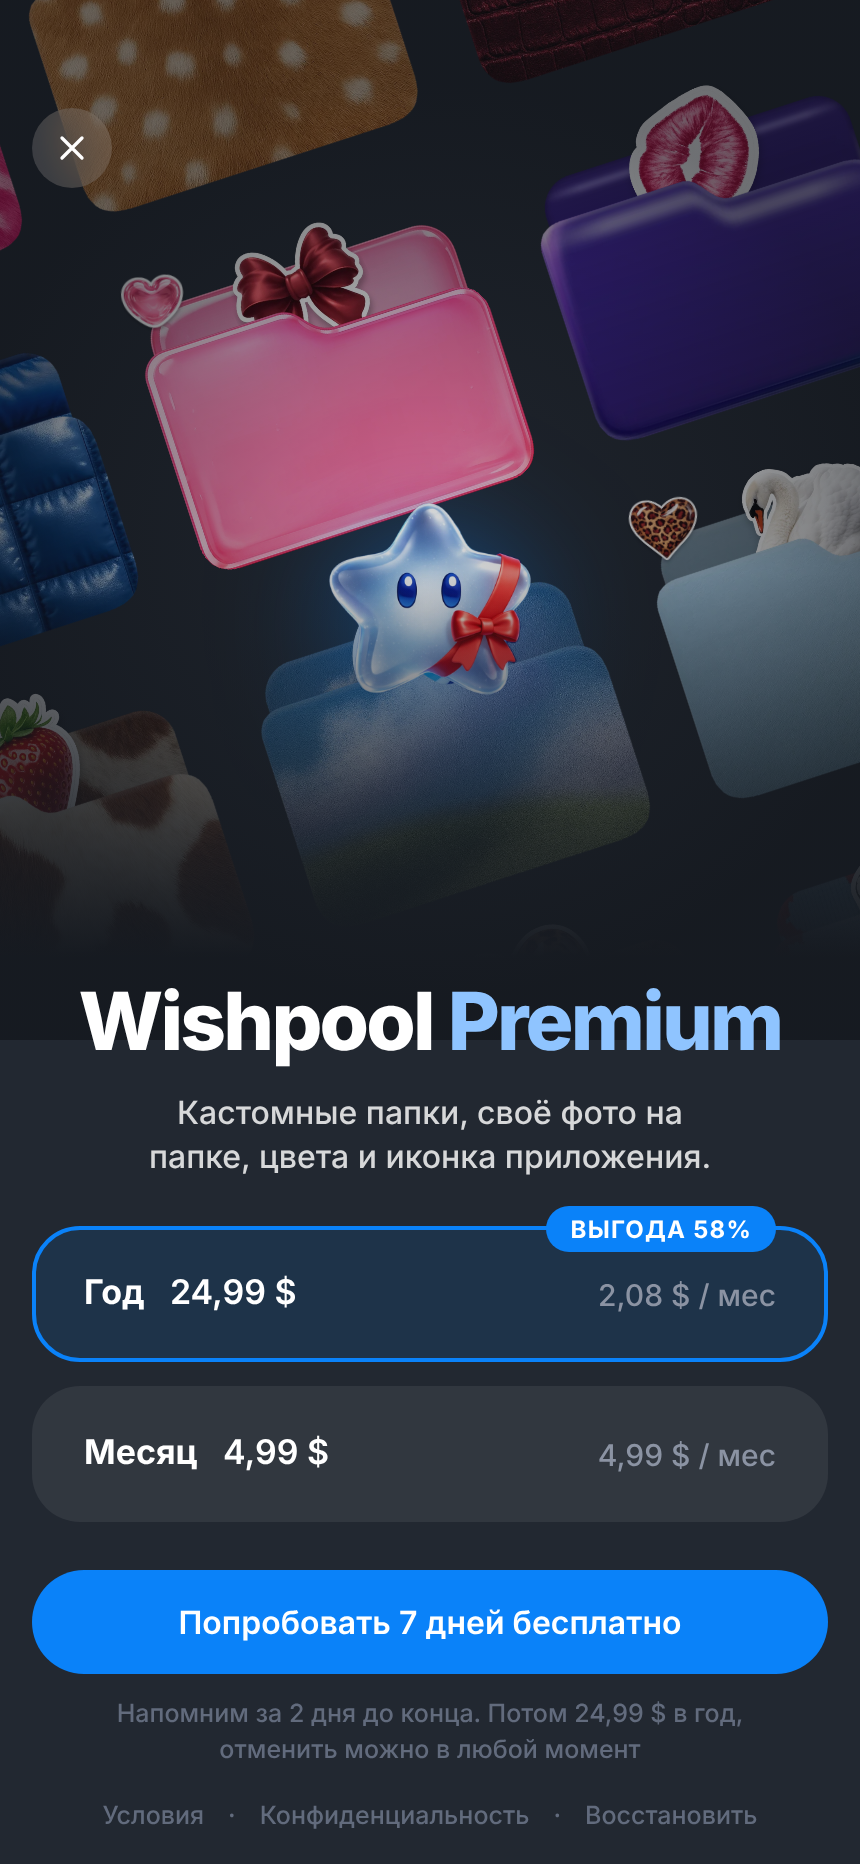 Wishpool Premium
Кастомные папки, своё фото на
папке, цвета и иконка приложения.
ВЫГОДА 58%
Год 24,99 $ 2,08 $ / мес
Месяц 4,99 $ 4,99 $ / мес
Попробовать 7 дней бесплатно
Напомним за 2 дня до конца. Потом 24,99 $ в год,
отменить можно в любой момент
Условия · Конфиденциальность · Восстановить